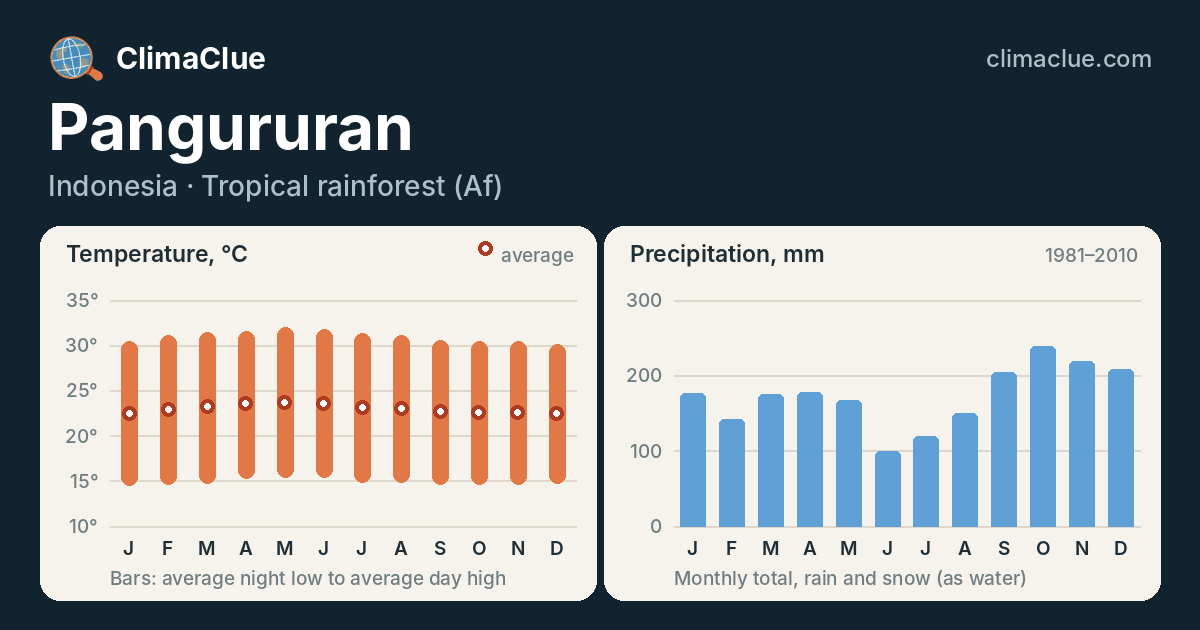 ClimaClue
climaclue.com
Pangururan
Indonesia · Tropical rainforest (Af)
Temperature, °C
average
35°
30°
25°
20°
15°
10°
J F M A M J J A S O N D
Bars: average night low to average day high
Precipitation, mm
1981–2010
300
200
100
0
J F M A M J J A S O N D
Monthly total, rain and snow (as water)